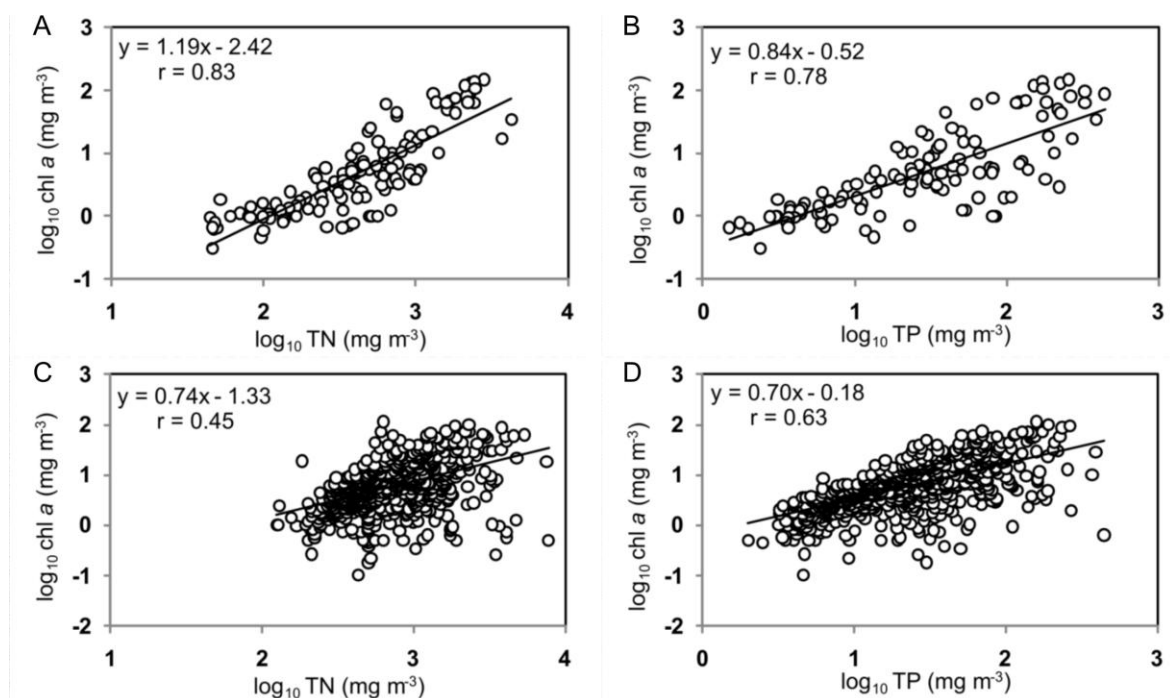 A
y = 1.19x - 2.42
r = 0.83
log₁₀ chl a (mg m⁻³)
3
2
1
0
-1
1 2 3 4
log₁₀ TN (mg m⁻³)
B
y = 0.84x - 0.52
r = 0.78
log₁₀ chl a (mg m⁻³)
3
2
1
0
-1
0 1 2 3
log₁₀ TP (mg m⁻³)
C
y = 0.74x - 1.33
r = 0.45
log₁₀ chl a (mg m⁻³)
3
2
1
0
-1
-2
1 2 3 4
log₁₀ TN (mg m⁻³)
D
y = 0.70x - 0.18
r = 0.63
log₁₀ chl a (mg m⁻³)
3
2
1
0
-1
-2
0 1 2 3
log₁₀ TP (mg m⁻³)